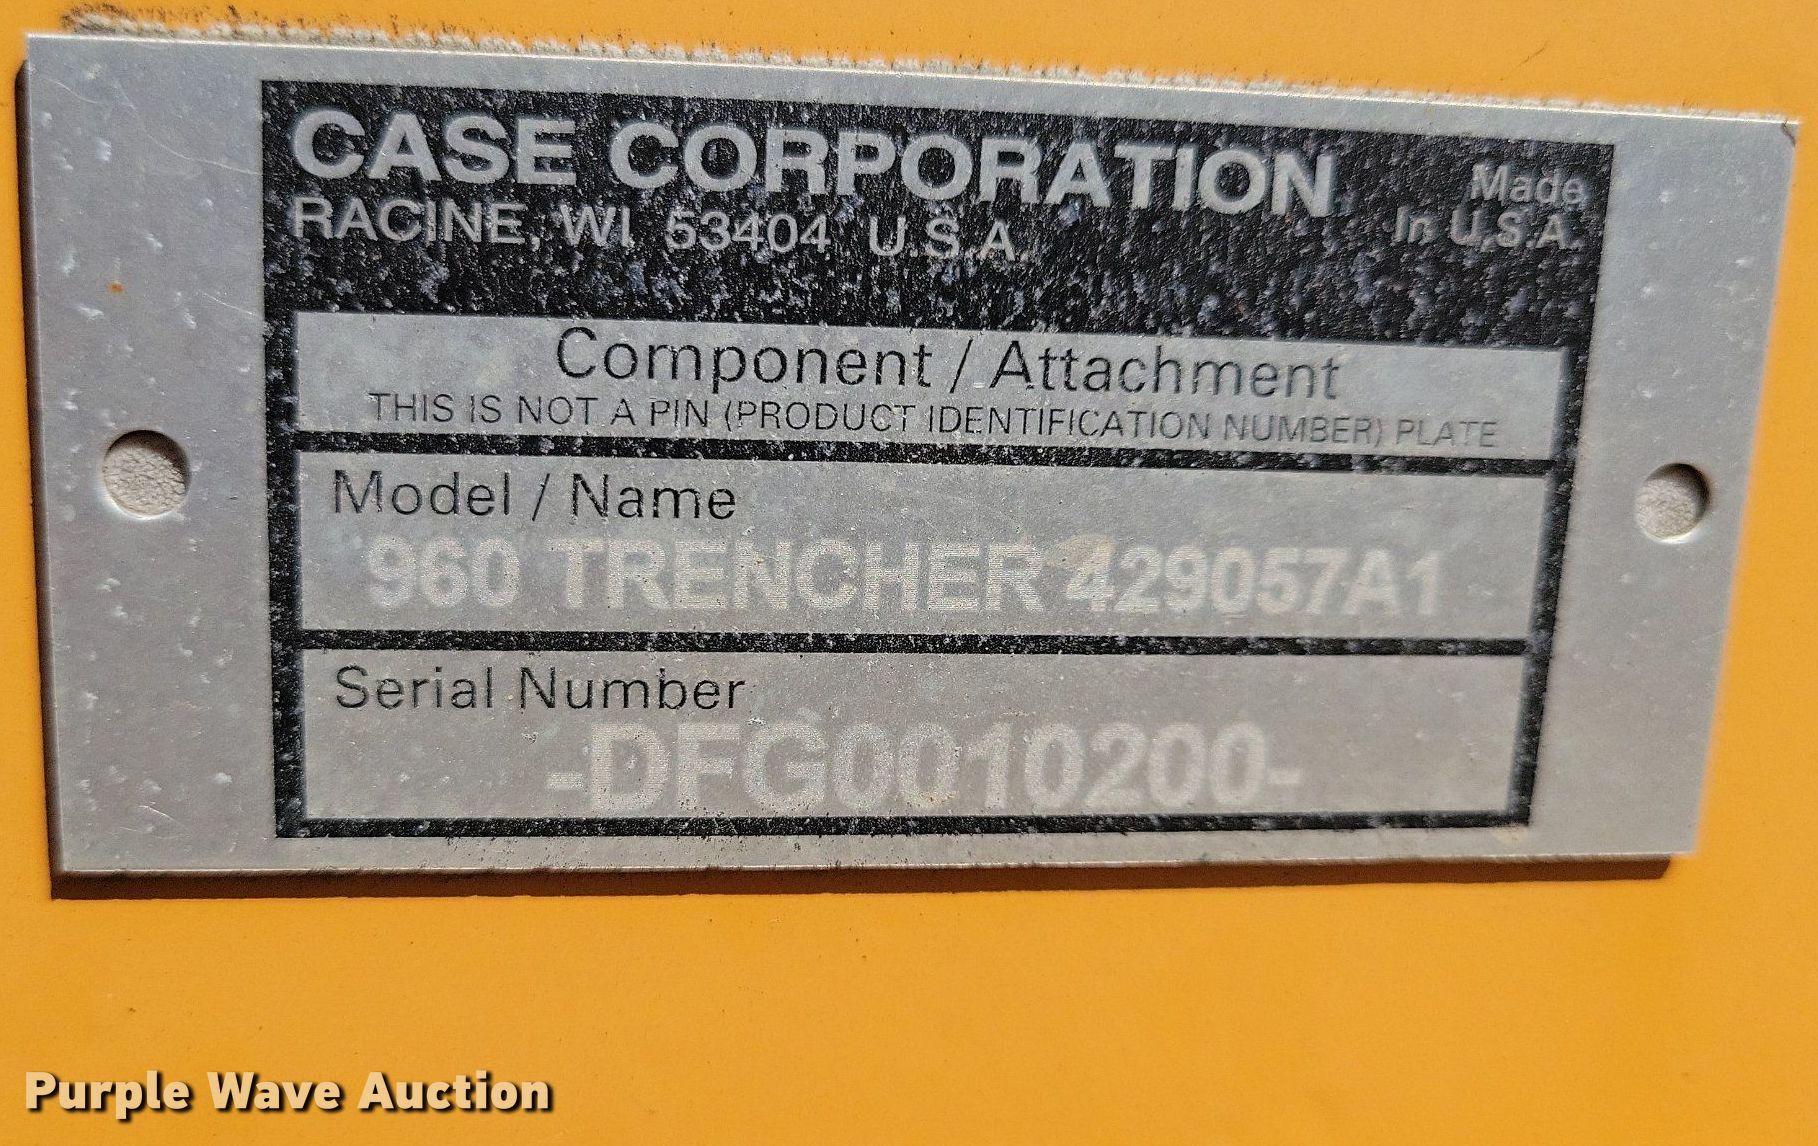 CASE CORPORATION
RACINE, WI 53404 U.S.A.
Made
In U.S.A.
Component / Attachment
THIS IS NOT A PIN (PRODUCT IDENTIFICATION NUMBER) PLATE
Model / Name
960 TRENCHER 429057A1
Serial Number
-DFG0010200-
Purple Wave Auction